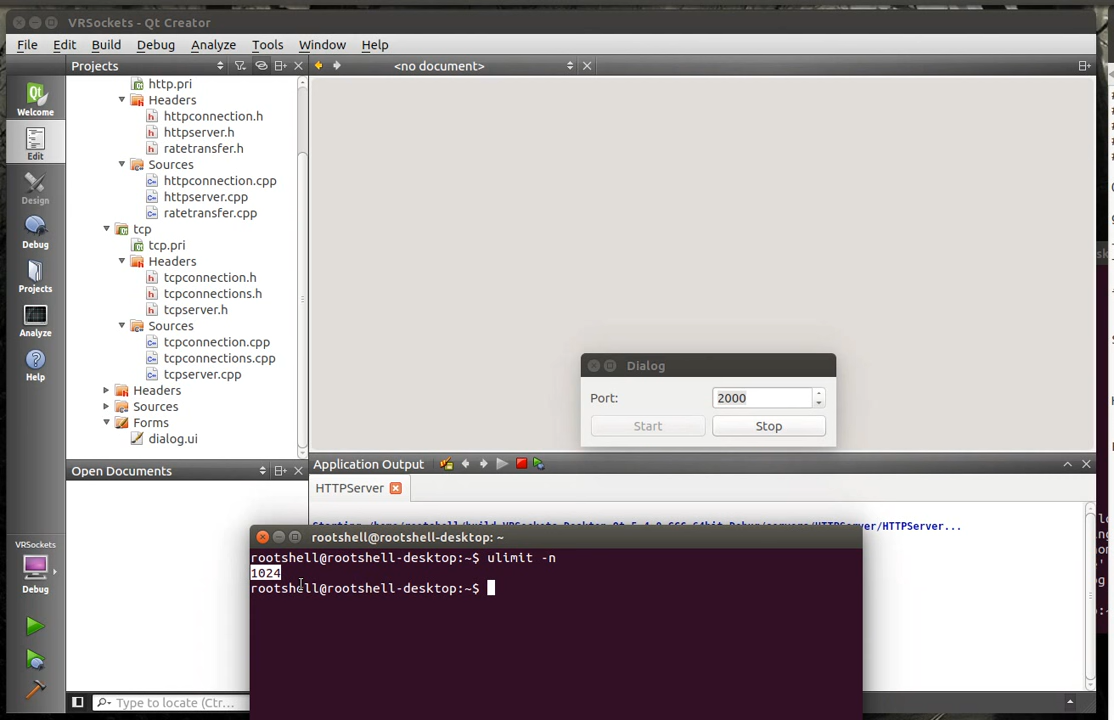 VRSockets - Qt Creator
File Edit Build Debug Analyze Tools Window Help
Projects
<no document>
Welcome
Edit
Design
Debug
Projects
Analyze
Help
http.pri
Headers
httpconnection.h
httpserver.h
ratetransfer.h
Sources
httpconnection.cpp
httpserver.cpp
ratetransfer.cpp
tcp
tcp.pri
Headers
tcpconnection.h
tcpconnections.h
tcpserver.h
Sources
tcpconnection.cpp
tcpconnections.cpp
tcpserver.cpp
Headers
Sources
Forms
dialog.ui
Dialog
Port: 2000
Start Stop
Open Documents
Application Output
HTTPServer
rootshell@rootshell-desktop: ~
rootshell@rootshell-desktop:~$ ulimit -n
1024
rootshell@rootshell-desktop:~$
VRSockets
Debug
Type to locate (Ctr...